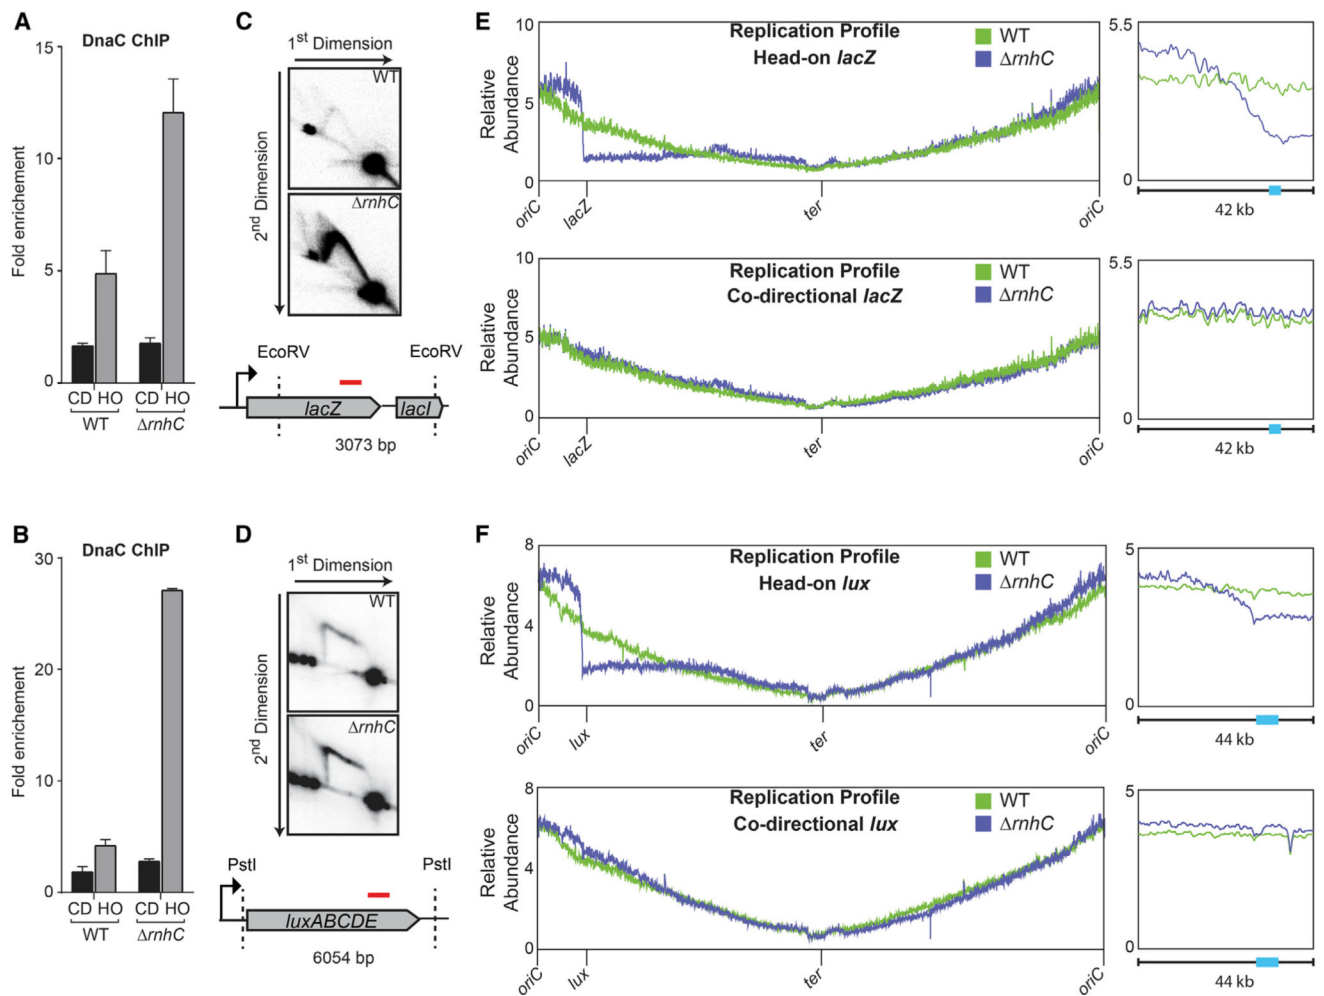 A
DnaC ChIP
Fold enrichement
15
10
5
0
CD HO CD HO
WT ΔrnhC
B
DnaC ChIP
Fold enrichment
30
20
10
0
CD HO CD HO
WT ΔrnhC
C
1st Dimension
2nd Dimension
WT
ΔrnhC
EcoRV EcoRV
lacZ lacI
3073 bp
D
1st Dimension
2nd Dimension
WT
ΔrnhC
PstI PstI
luxABCDE
6054 bp
E
Replication Profile
Head-on lacZ
WT
ΔrnhC
Relative
Abundance
10
5
0
oriC lacZ ter oriC
5.5
0
42 kb
Replication Profile
Co-directional lacZ
WT
ΔrnhC
Relative
Abundance
10
5
0
oriC lacZ ter oriC
5.5
0
42 kb
F
Replication Profile
Head-on lux
WT
ΔrnhC
Relative
Abundance
8
4
0
oriC lux ter oriC
5
0
44 kb
Replication Profile
Co-directional lux
WT
ΔrnhC
Relative
Abundance
8
4
0
oriC lux ter oriC
5
0
44 kb